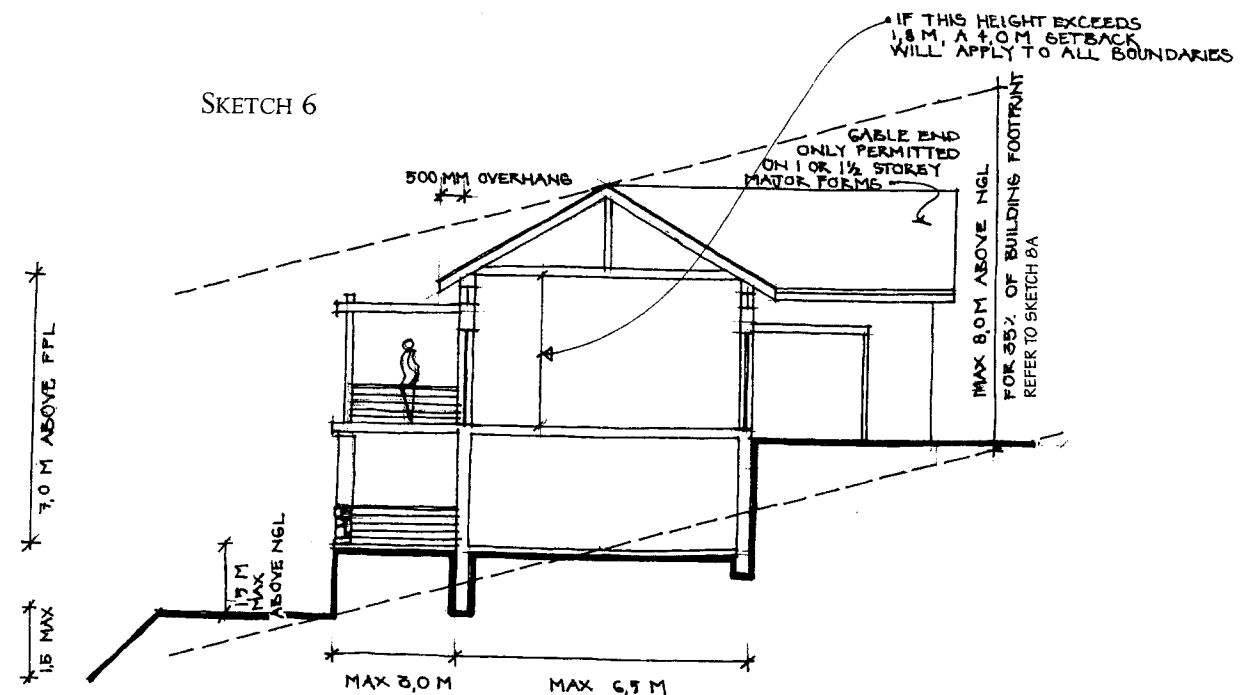 IF THIS HEIGHT EXCEEDS
1,8 M, A 4,0 M SETBACK
WILL APPLY TO ALL BOUNDARIES
SKETCH 6
GABLE END
ONLY PERMITTED
ON 1 OR 1½ STOREY
MAJOR FORMS
500 MM OVERHANG
MAX 8,0M ABOVE NGL
FOR 35% OF BUILDING FOOTPRINT
REFER TO SKETCH 8A
7,0 M ABOVE FFL
1,5 M
MAX
ABOVE NGL
1,5 MAX
MAX 3,0 M
MAX 6,5 M